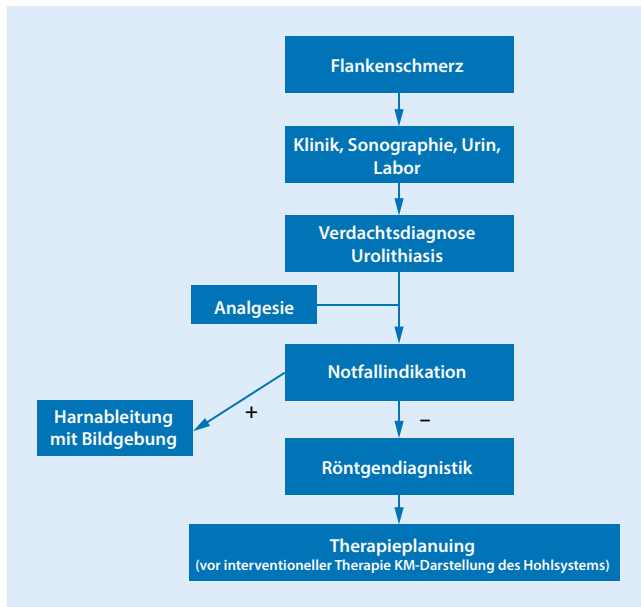 Flankenschmerz
Klinik, Sonographie, Urin,
Labor
Verdachtsdiagnose
Urolithiasis
Analgesie
Notfallindikation
+
–
Harnableitung
mit Bildgebung
Röntgendiagnistik
Therapieplanuing
(vor interventioneller Therapie KM-Darstellung des Hohlsystems)